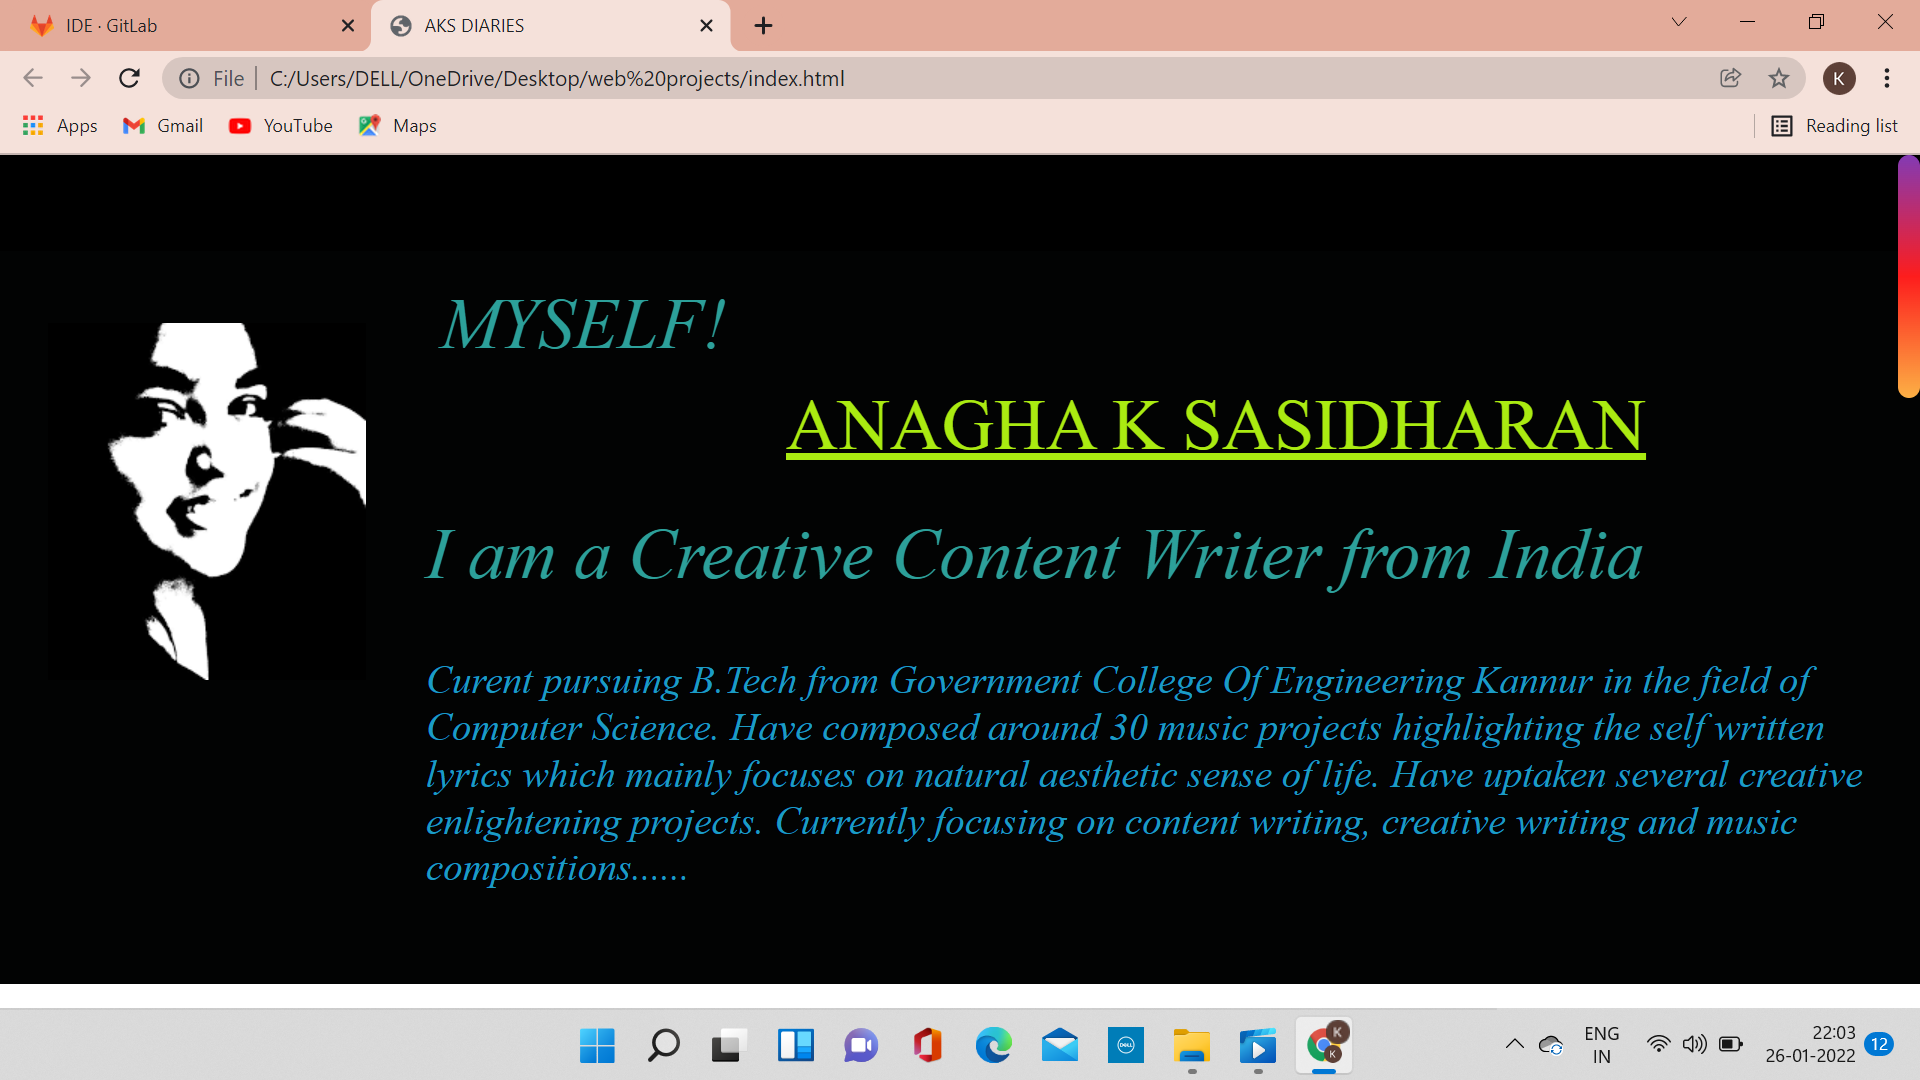 IDE · GitLab
AKS DIARIES
File
C:/Users/DELL/OneDrive/Desktop/web%20projects/index.html
K
Apps
Gmail
YouTube
Maps
Reading list
MYSELF!
ANAGHA K SASIDHARAN
I am a Creative Content Writer from India
Curent pursuing B.Tech from Government College Of Engineering Kannur in the field of
Computer Science. Have composed around 30 music projects highlighting the self written
lyrics which mainly focuses on natural aesthetic sense of life. Have uptaken several creative
enlightening projects. Currently focusing on content writing, creative writing and music
compositions......
DELL
K
K
ENG
IN
22:03
26-01-2022
12